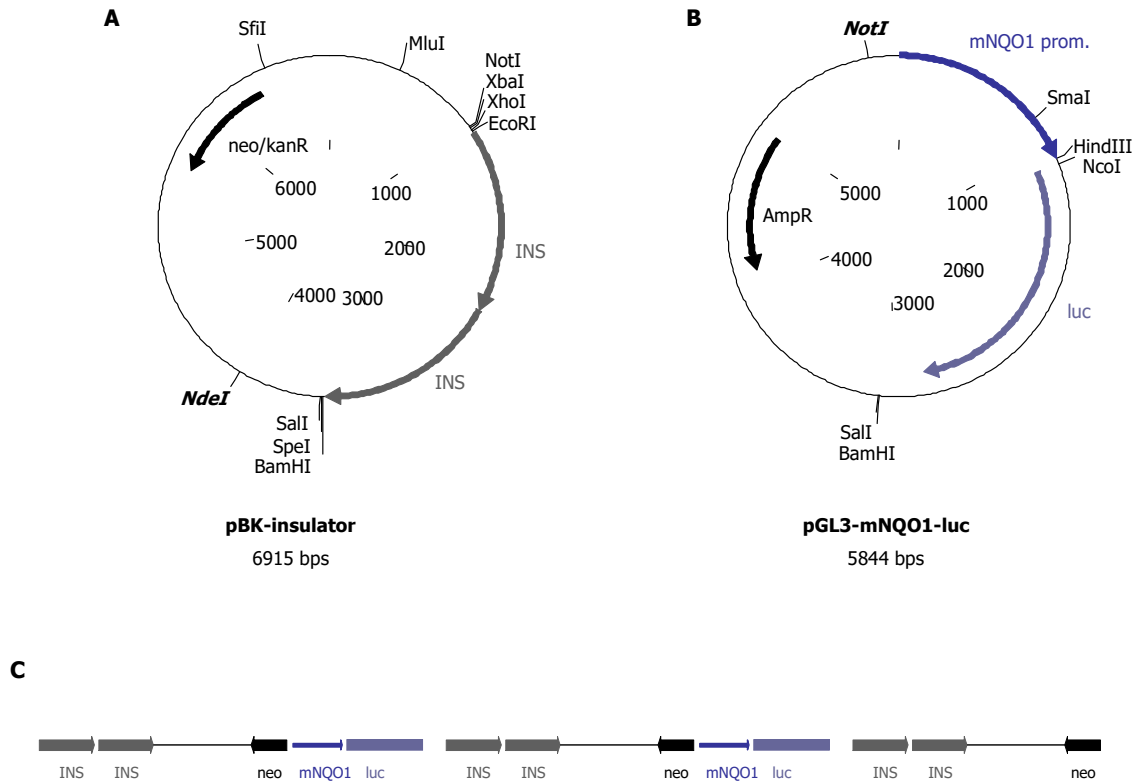 A
SfiI
MluI
NotI
XbaI
XhoI
EcoRI
neo/kanR
6000
1000
5000
2000
4000
3000
INS
INS
NdeI
SalI
SpeI
BamHI
pBK-insulator
6915 bps
B
NotI
mNQO1 prom.
SmaI
HindIII
NcoI
AmpR
5000
1000
4000
2000
3000
luc
SalI
BamHI
pGL3-mNQO1-luc
5844 bps
C
INS INS neo mNQO1 luc INS INS neo mNQO1 luc INS INS neo